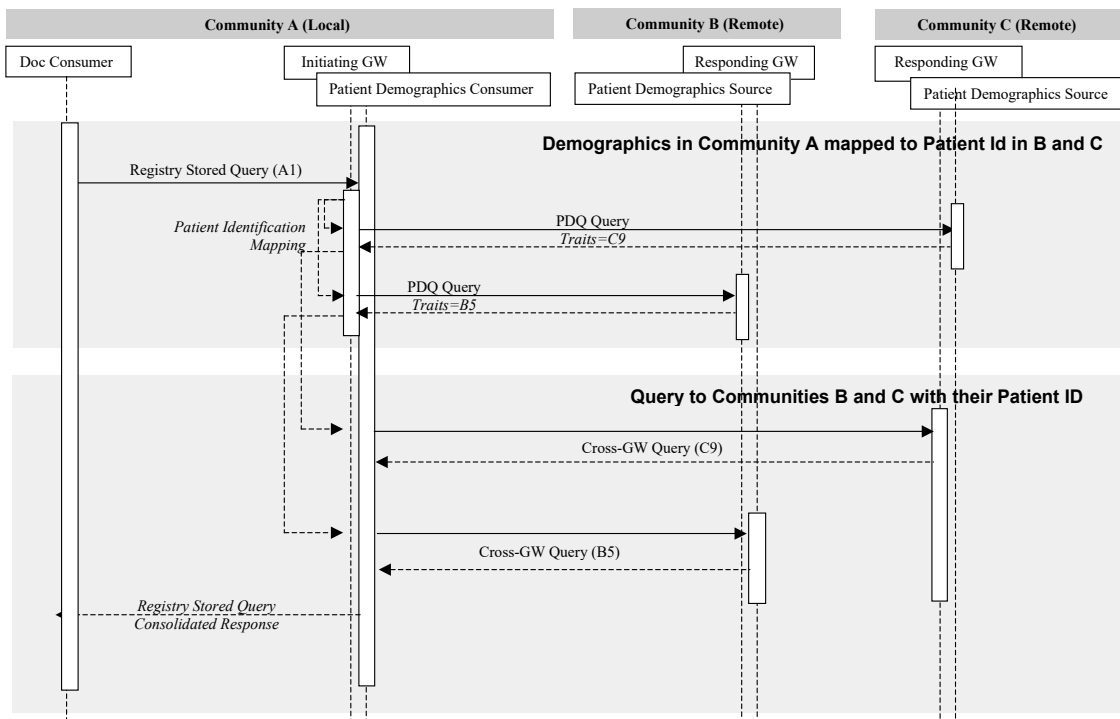 Community A (Local)
Community B (Remote)
Community C (Remote)
Doc Consumer
Initiating GW
Responding GW
Responding GW
Patient Demographics Consumer
Patient Demographics Source
Patient Demographics Source
Demographics in Community A mapped to Patient Id in B and C
Registry Stored Query (A1)
Patient Identification
Mapping
PDQ Query
Traits=C9
PDQ Query
Traits=B5
Query to Communities B and C with their Patient ID
Cross-GW Query (C9)
Cross-GW Query (B5)
Registry Stored Query
Consolidated Response